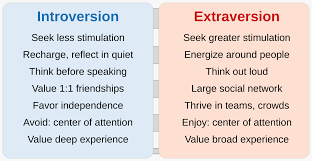 Introversion
Seek less stimulation
Recharge, reflect in quiet
Think before speaking
Value 1:1 friendships
Favor independence
Avoid: center of attention
Value deep experience
Extraversion
Seek greater stimulation
Energize around people
Think out loud
Large social network
Thrive in teams, crowds
Enjoy: center of attention
Value broad experience